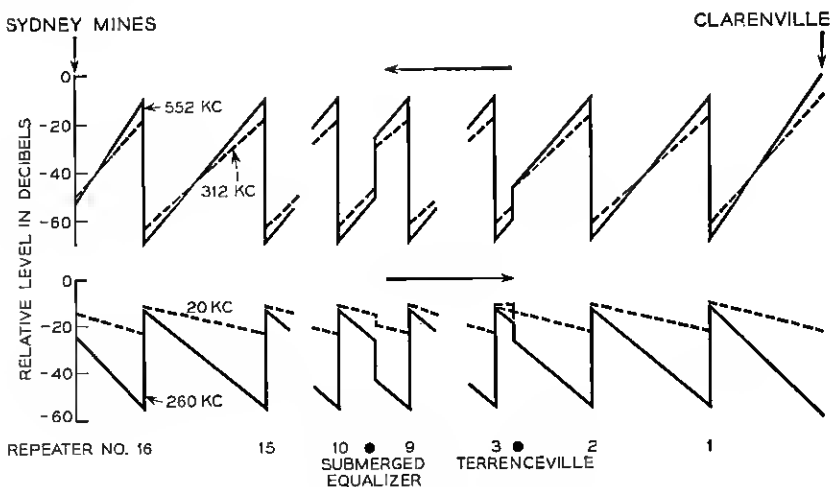 SYDNEY MINES
CLARENVILLE
RELATIVE LEVEL IN DECIBELS
0
-20
-40
-60
552 KC
312 KC
0
-20
-40
-60
20 KC
260 KC
REPEATER NO. 16 15 10 ● 9 3 ● 2 1
SUBMERGED EQUALIZER
TERRENCEVILLE